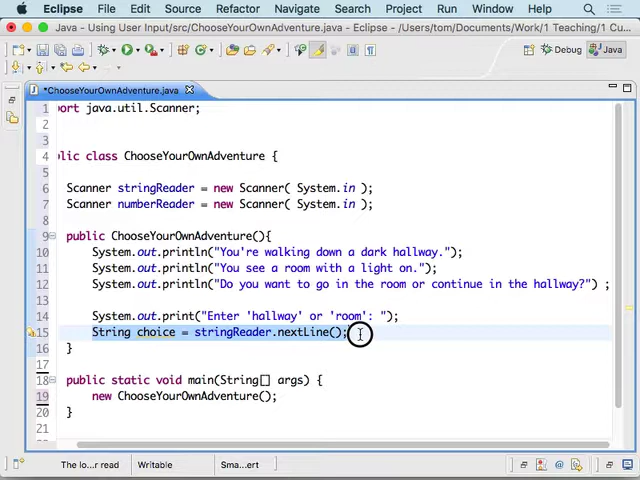 Eclipse File Edit Source Refactor Navigate Search Project Run Window Help
Java - Using User Input/src/ChooseYourOwnAdventure.java - Eclipse - /Users/tom/Documents/Work/1 Teaching/1 Cu...
Debug Java
*ChooseYourOwnAdventure.java
1 port java.util.Scanner;
2
3
4 blic class ChooseYourOwnAdventure {
5
6 Scanner stringReader = new Scanner( System.in );
7 Scanner numberReader = new Scanner( System.in );
8
9 public ChooseYourOwnAdventure(){
10 System.out.println("You're walking down a dark hallway.");
11 System.out.println("You see a room with a light on.");
12 System.out.println("Do you want to go in the room or continue in the hallway?") ;
13
14 System.out.print("Enter 'hallway' or 'room': ");
15 String choice = stringReader.nextLine();
16 }
17
18 public static void main(String[] args) {
19 new ChooseYourOwnAdventure();
20 }
21
The lo...r read Writable Sma...ert